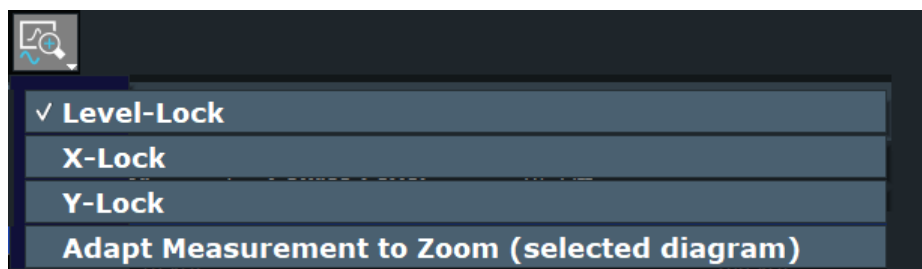 ✓ Level-Lock
X-Lock
Y-Lock
Adapt Measurement to Zoom (selected diagram)